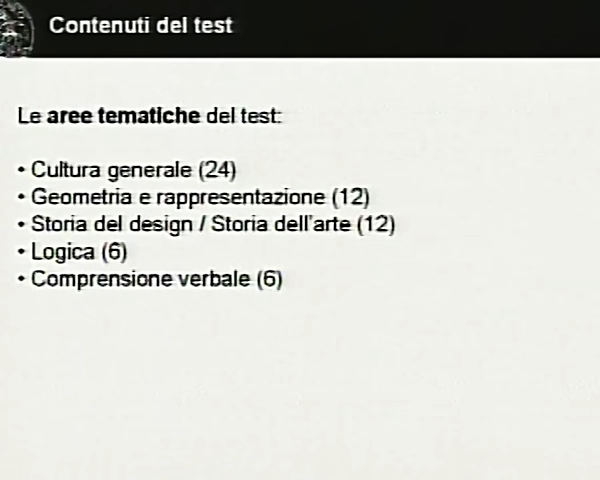 Contenuti del test
Le aree tematiche del test:
• Cultura generale (24)
• Geometria e rappresentazione (12)
• Storia del design / Storia dell'arte (12)
• Logica (6)
• Comprensione verbale (6)